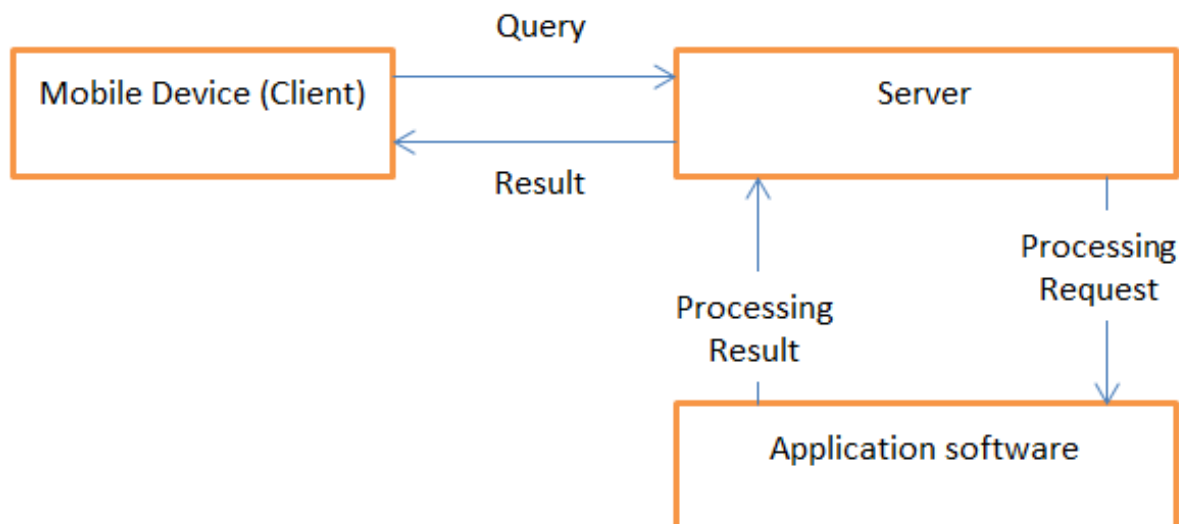 Query
Mobile Device (Client)
Server
Result
Processing
Request
Processing
Result
Application software